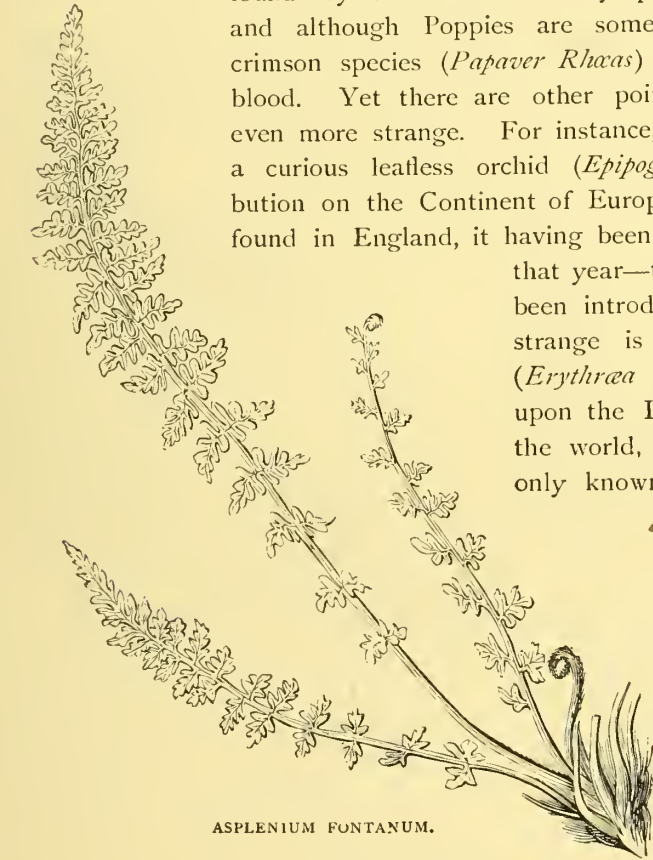 and although Poppies are some
crimson species (Papaver Rhœas)
blood. Yet there are other poi
even more strange. For instance,
a curious leafless orchid (Epipog
bution on the Continent of Europ
found in England, it having been
that year—
been introd
strange is
(Erythræa
upon the
the world,
only know
ASPLENIUM FONTANUM.